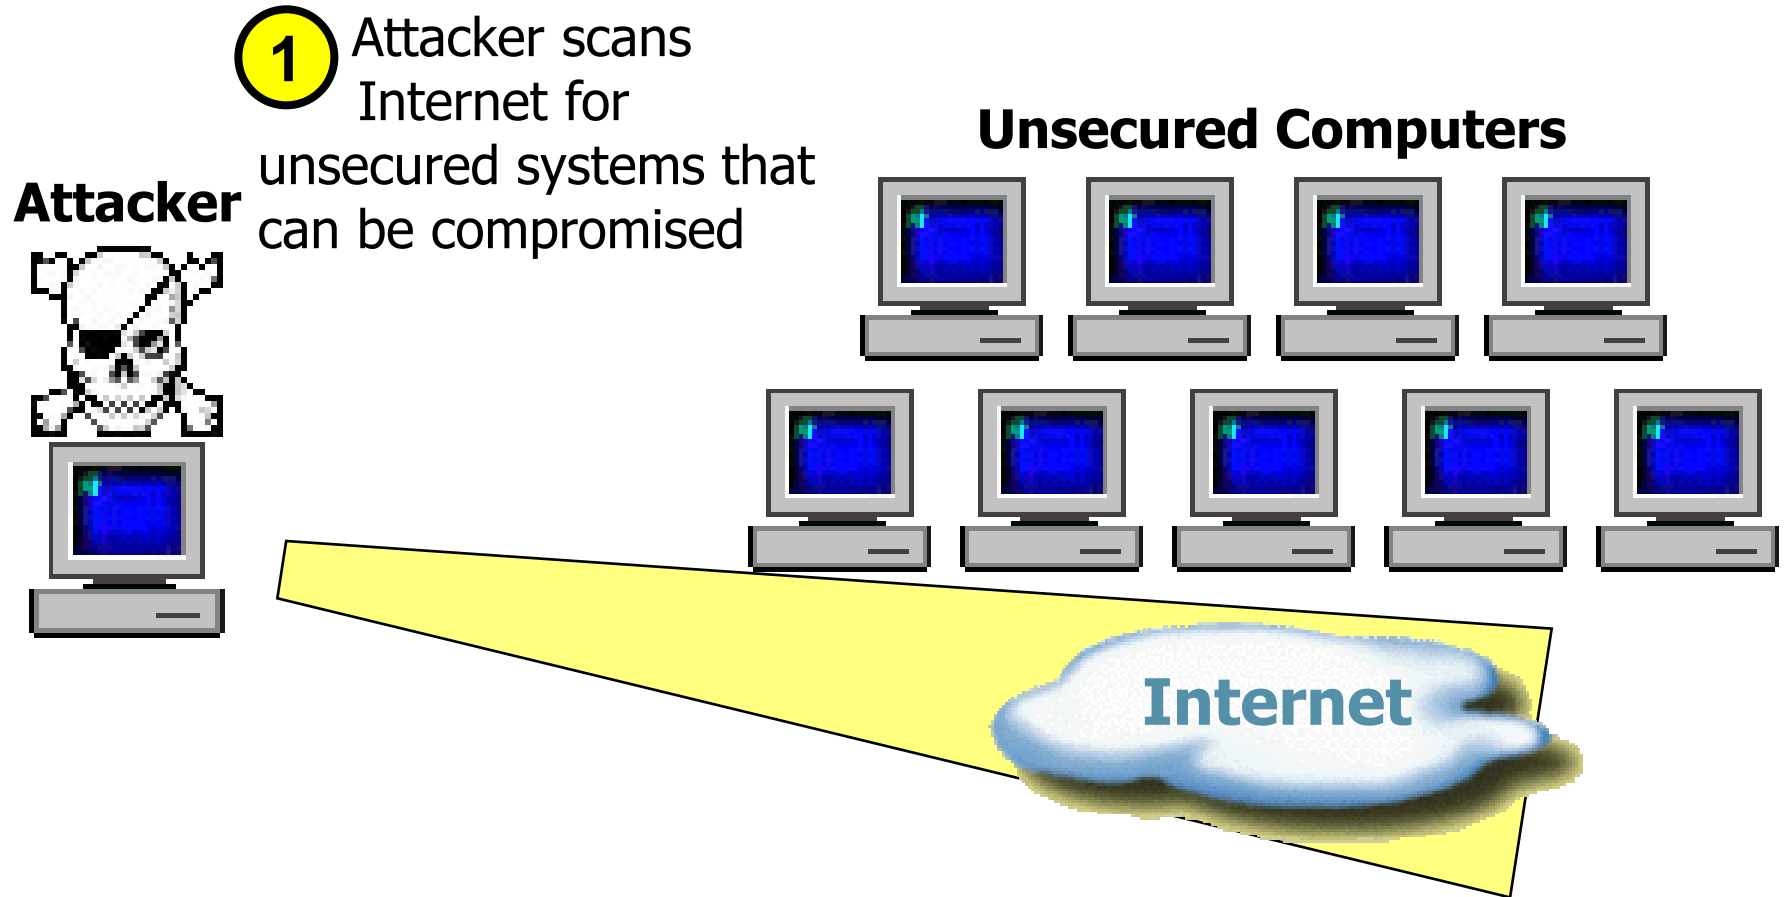 1
Attacker scans
Internet for
unsecured systems that
can be compromised
Unsecured Computers
Attacker
Internet